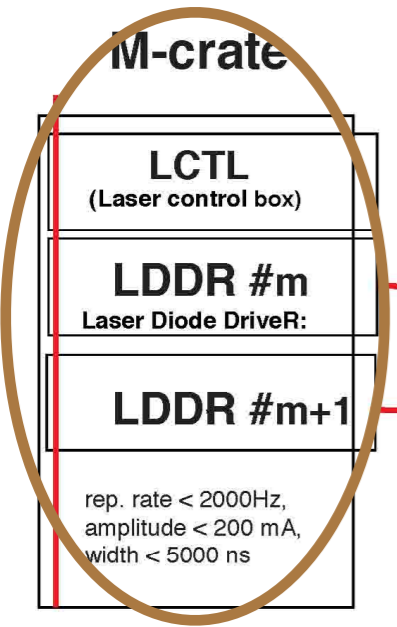 M-crate
LCTL
(Laser control box)
LDDR #m
Laser Diode DriveR:
LDDR #m+1
rep. rate < 2000Hz,
amplitude < 200 mA,
width < 5000 ns